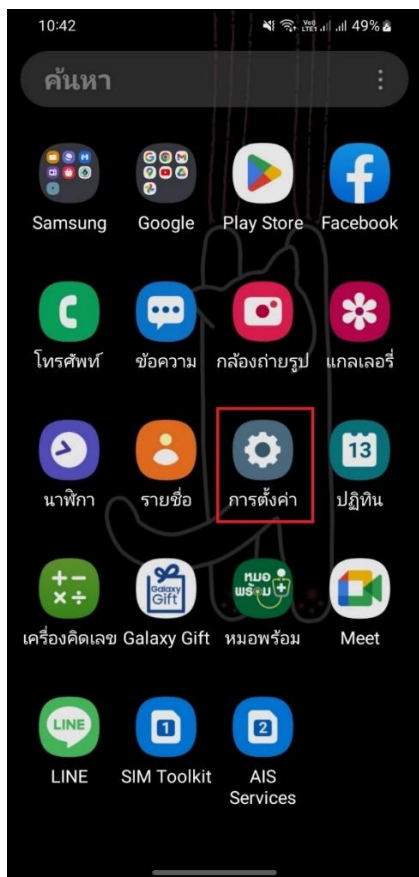 10:42
Vo))
LTE1
49%
ค้นหา
Samsung
Google
Play Store
Facebook
โทรศัพท์
ข้อความ
กล้องถ่ายรูป
แกลเลอรี่
13
นาฬิกา
รายชื่อ
การตั้งค่า
ปฏิทิน
Galaxy
Gift
หมอ
พร้อม
เครื่องคิดเลข
Galaxy Gift
หมอพร้อม
Meet
LINE
1
2
LINE
SIM Toolkit
AIS
Services